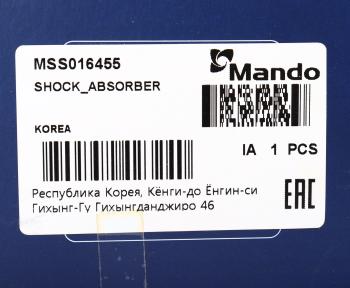 MSS016455
Mando
SHOCK_ABSORBER
KOREA
IA 1 PCS
Республика Корея, Кёнги-до Ёнгин-си
Гихынг-Гу Гихынгданджиро 46
EAC